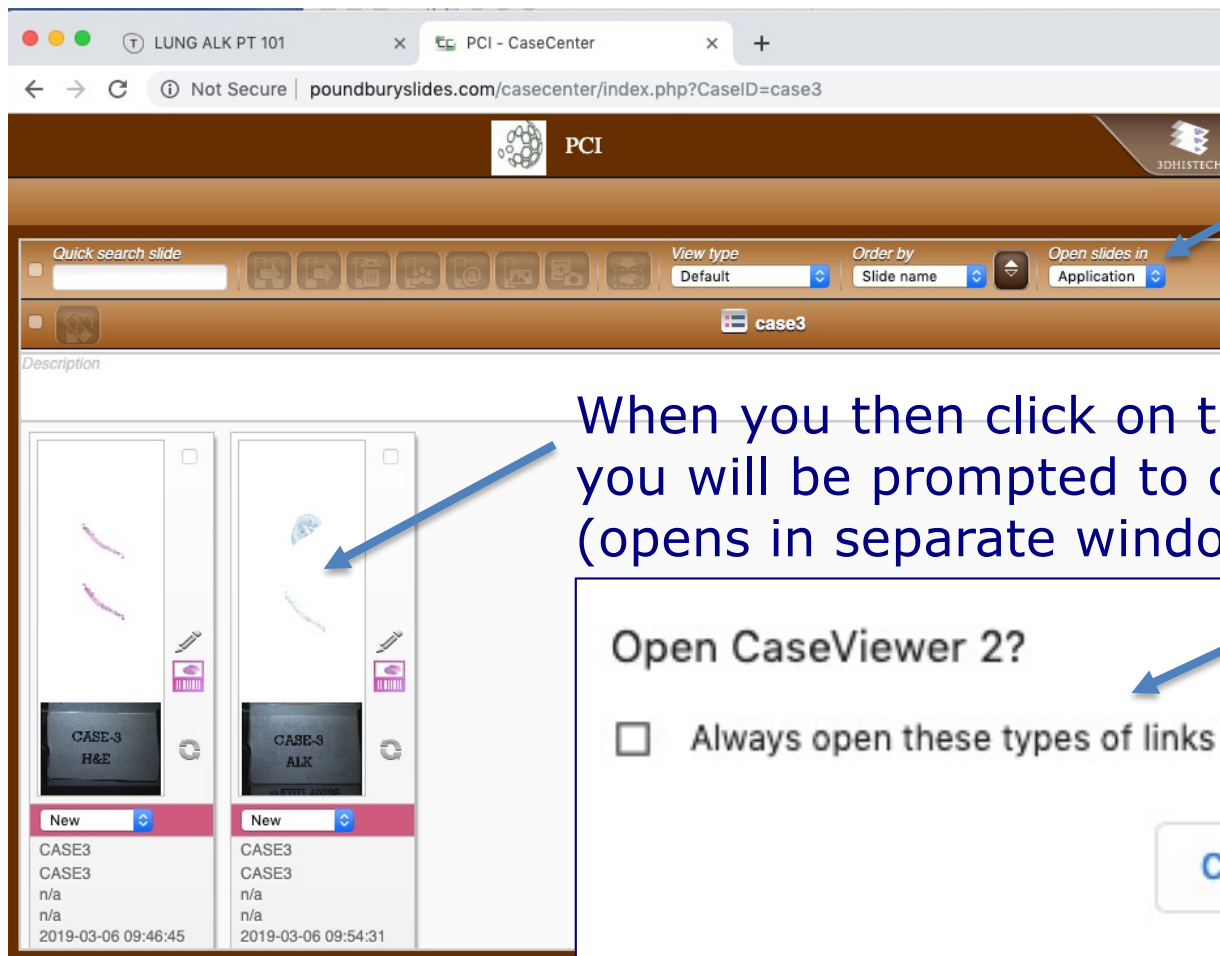 LUNG ALK PT 101
PCI - CaseCenter
Not Secure | poundburyslides.com/casecenter/index.php?CaseID=case3
PCI
3DHISTECH
Quick search slide
View type
Default
Order by
Slide name
Open slides in
Application
case3
Description
When you then click on t
you will be prompted to
(opens in separate windo
Open CaseViewer 2?
Always open these types of links
CASE-3
H&E
CASE-3
ALK
New
New
CASE3
CASE3
n/a
n/a
2019-03-06 09:46:45
CASE3
CASE3
n/a
n/a
2019-03-06 09:54:31